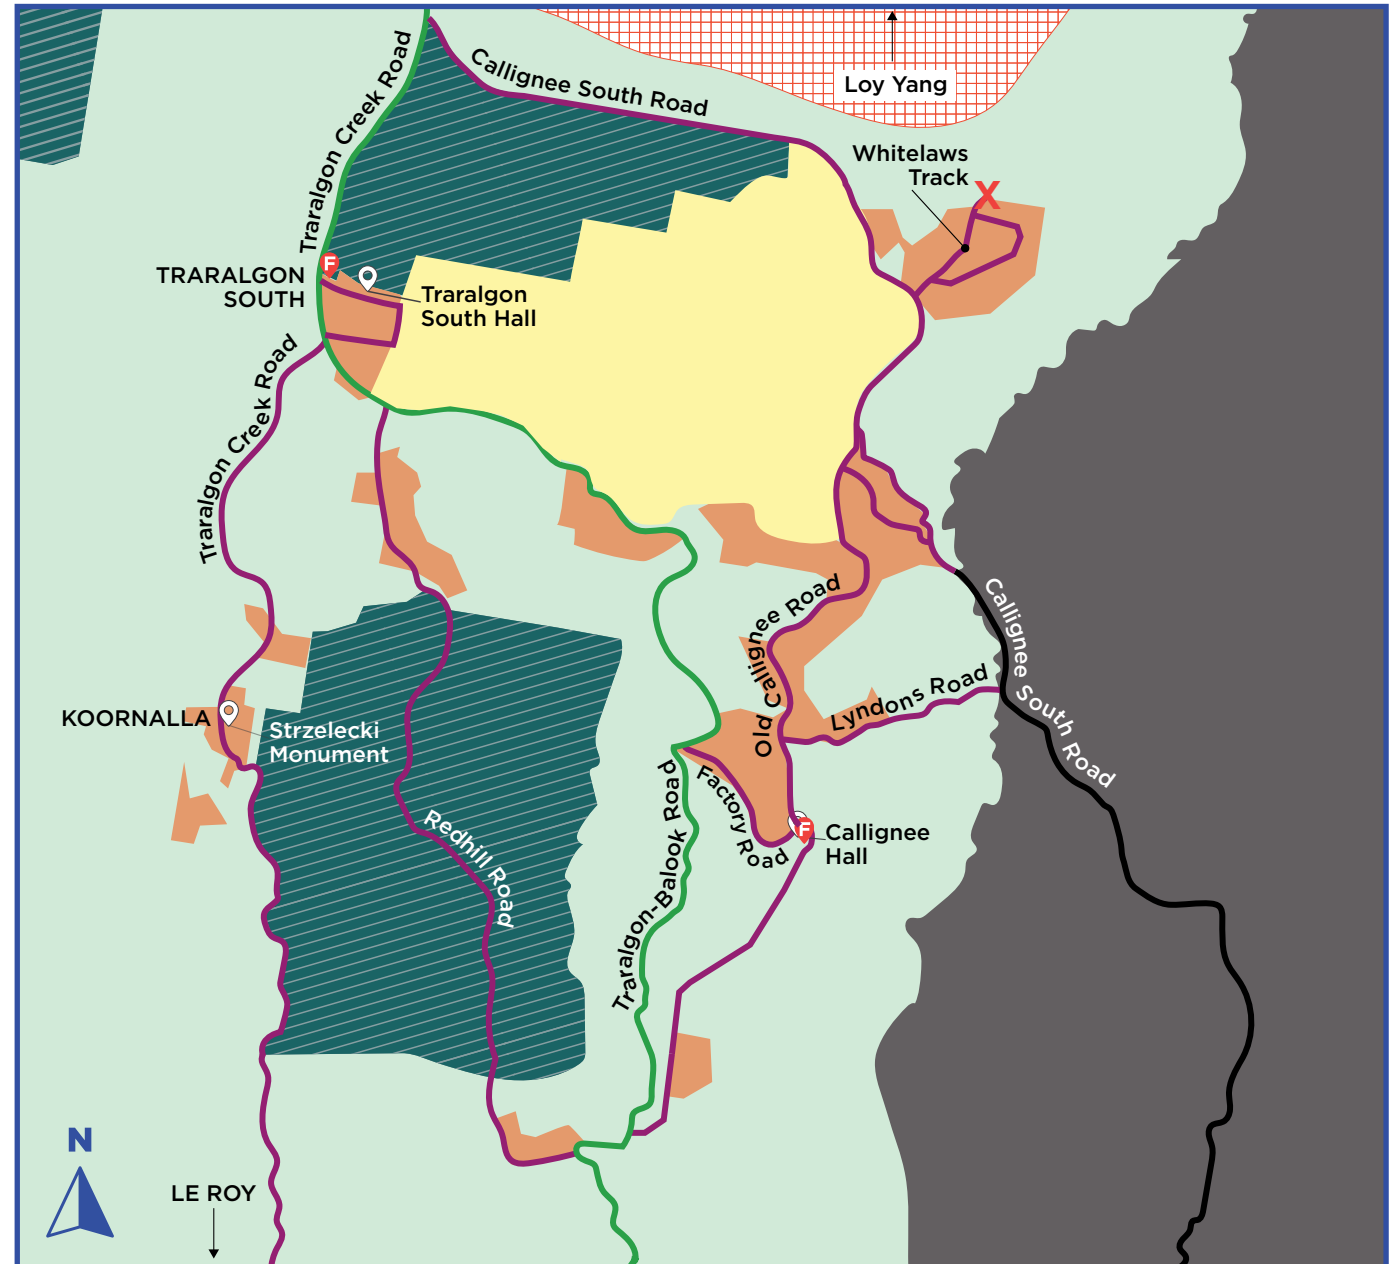 Loy Yang
Callignee South Road
Traralgon Creek Road
Whitelaws
Track
X
F
TRARALGON
SOUTH
Traralgon
South Hall
Traralgon Creek Road
Old Callignee Road
Callignee South Road
Lyndons Road
KOORNALLA
Strzelecki
Monument
Factory Road
Redhill Road
Traralgon-Balook Road
F
Callignee
Hall
N
LE ROY